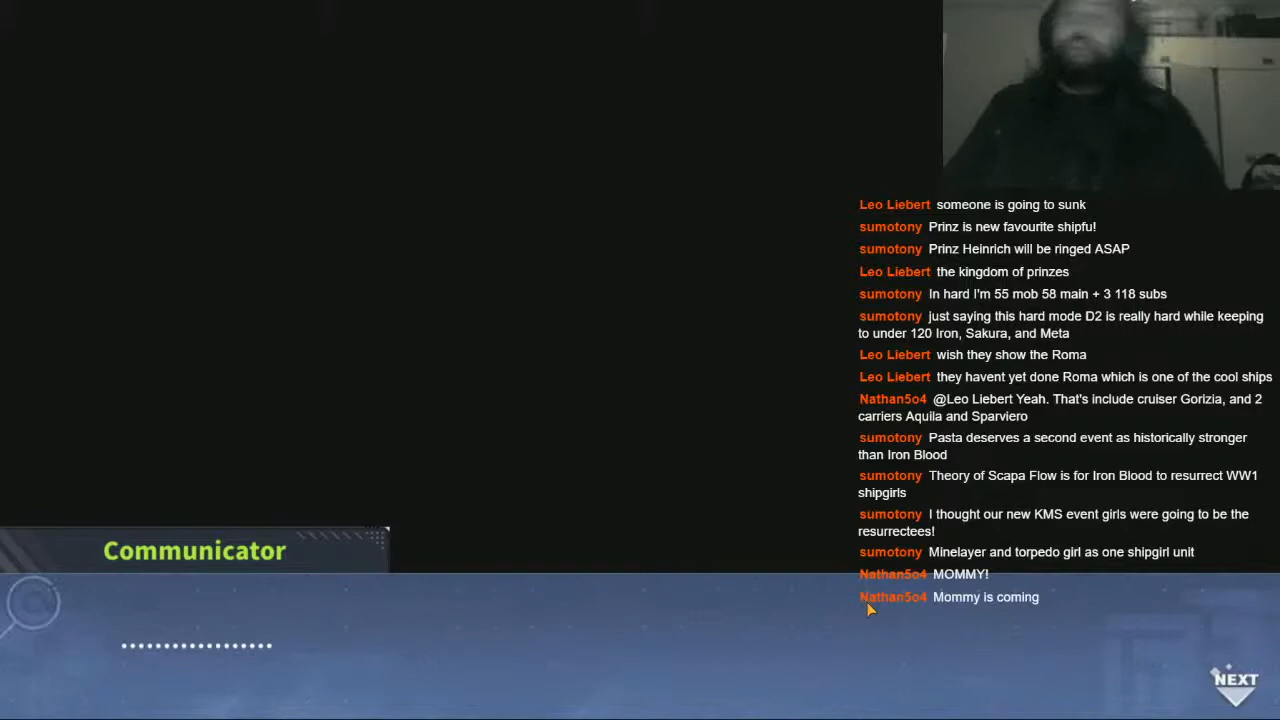 Leo Liebert someone is going to sunk
sumotony Prinz is new favourite shipfu!
sumotony Prinz Heinrich will be ringed ASAP
Leo Liebert the kingdom of prinzes
sumotony In hard I'm 55 mob 58 main + 3 118 subs
sumotony just saying this hard mode D2 is really hard while keeping
to under 120 Iron, Sakura, and Meta
Leo Liebert wish they show the Roma
Leo Liebert they havent yet done Roma which is one of the cool ships
Nathan5o4 @Leo Liebert Yeah. That's include cruiser Gorizia, and 2
carriers Aquila and Sparviero
sumotony Pasta deserves a second event as historically stronger
than Iron Blood
sumotony Theory of Scapa Flow is for Iron Blood to resurrect WW1
shipgirls
sumotony I thought our new KMS event girls were going to be the
resurrectees!
sumotony Minelayer and torpedo girl as one shipgirl unit
Nathan5o4 MOMMY!
Nathan5o4 Mommy is coming
Communicator
.................
NEXT